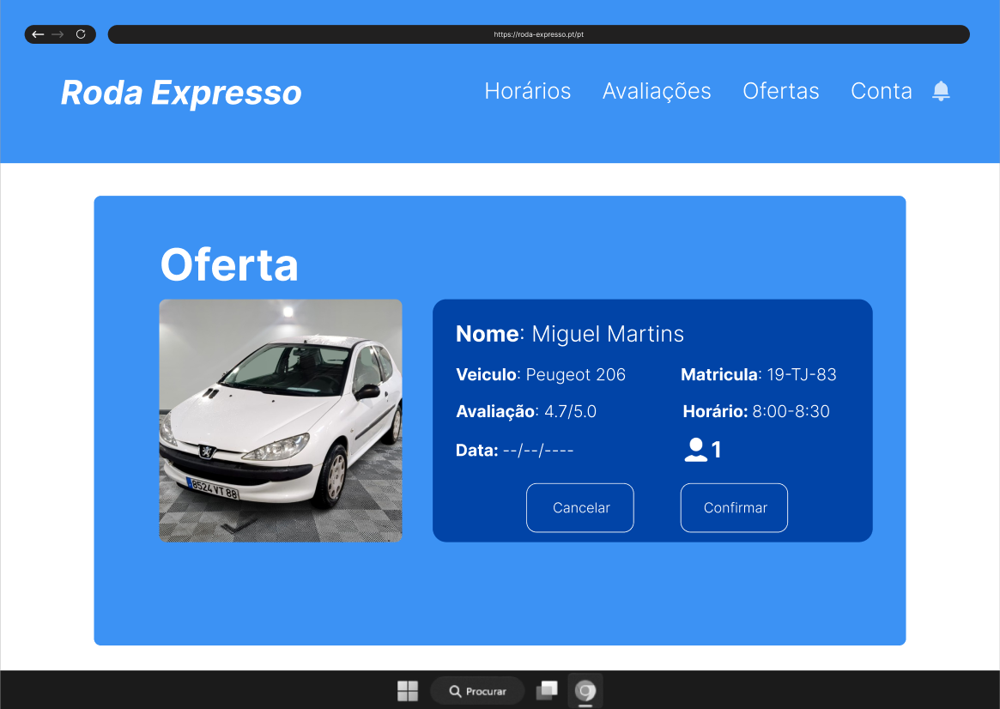 https://roda-expresso.pt/pt
Roda Expresso
Horários Avaliações Ofertas Conta
Oferta
Nome: Miguel Martins
Veiculo: Peugeot 206 Matricula: 19-TJ-83
Avaliação: 4.7/5.0 Horário: 8:00-8:30
Data: --/--/---- 1
8524 VT 88
Cancelar Confirmar
Procurar